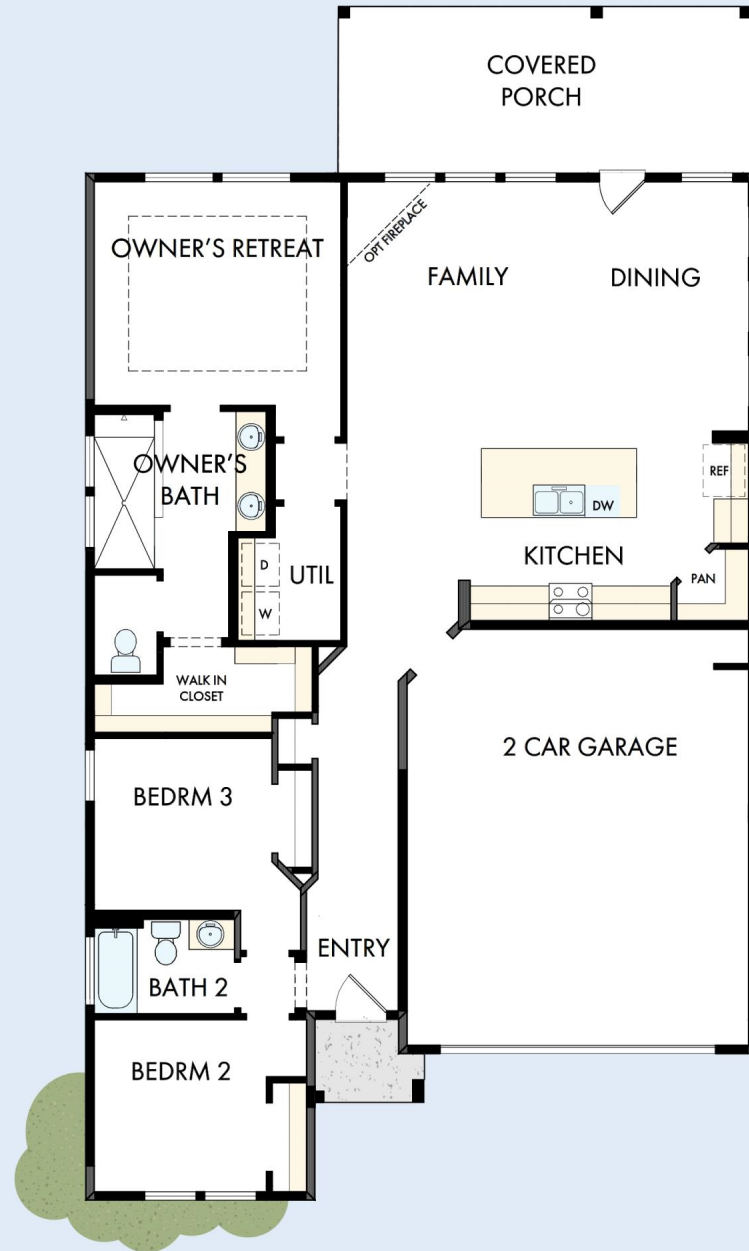 COVERED
PORCH
OWNER'S RETREAT
OPT FIREPLACE
FAMILY
DINING
OWNER'S
BATH
REF
DW
KITCHEN
D
UTIL
PAN
W
WALK IN
CLOSET
2 CAR GARAGE
BEDRM 3
ENTRY
BATH 2
BEDRM 2